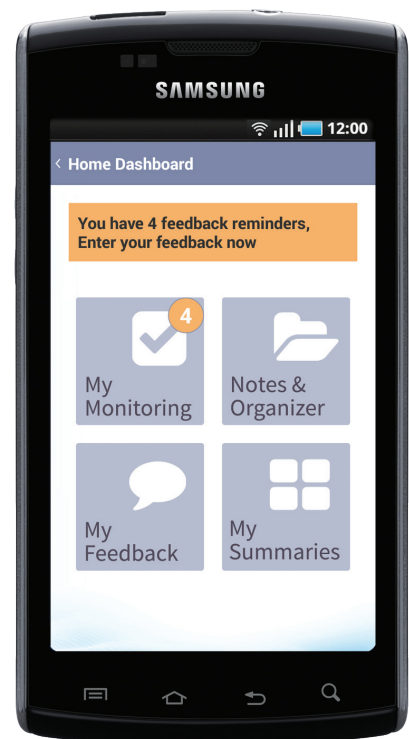 SAMSUNG
12:00
< Home Dashboard
You have 4 feedback reminders,
Enter your feedback now
4
My
Monitoring
Notes &
Organizer
My
Feedback
My
Summaries